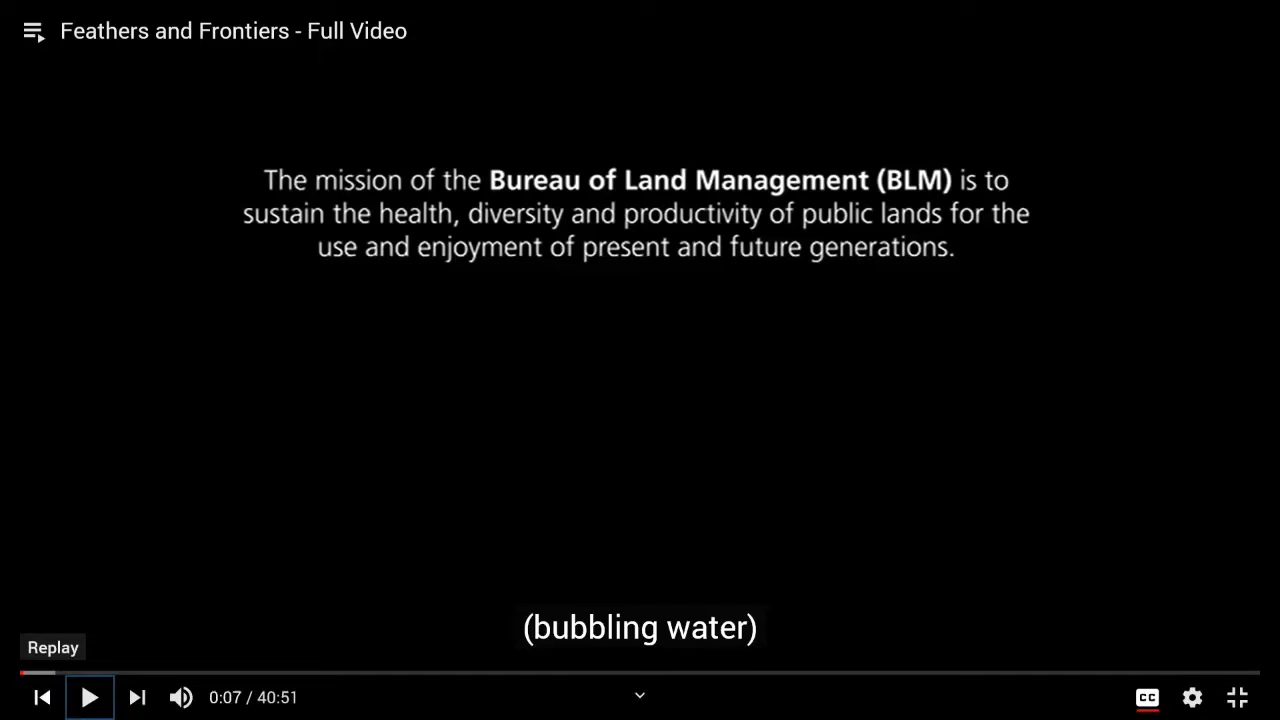 Feathers and Frontiers - Full Video
The mission of the Bureau of Land Management (BLM) is to
sustain the health, diversity and productivity of public lands for the
use and enjoyment of present and future generations.
(bubbling water)
Replay
0:07 / 40:51
CC